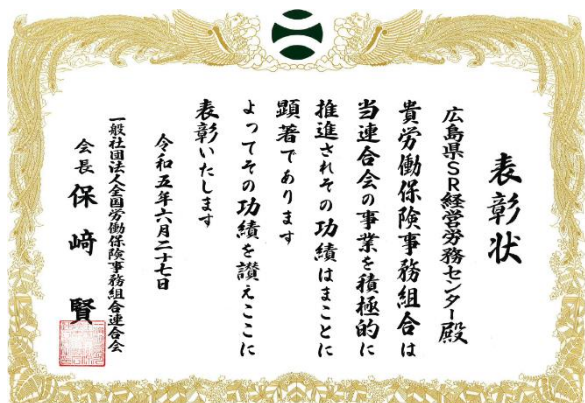 表彰状
広島県SR経営労務センター殿
貴労働保険事務組合は
当連合会の事業を積極的に
推進されその功績はまことに
顕著であります
よってその功績を讃えここに
表彰いたします
令和五年六月二十七日
一般社団法人全国労働保険事務組合連合会
会長 保﨑 賢